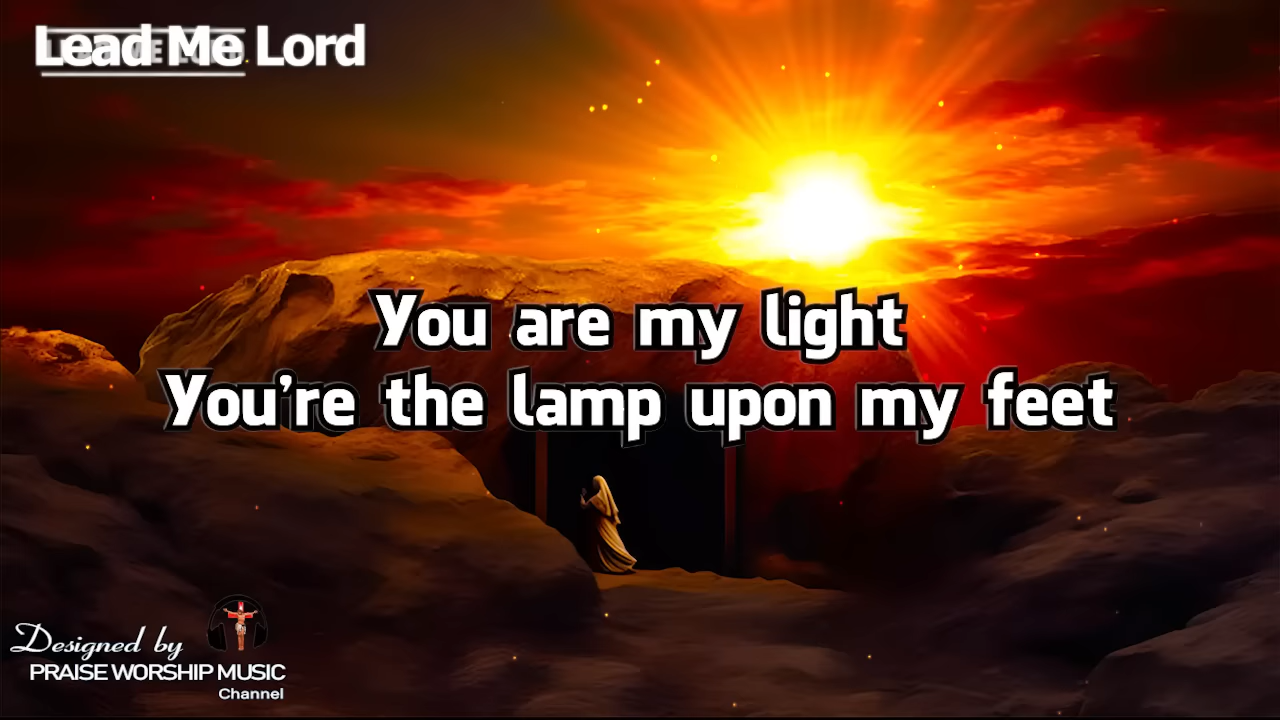 Lead Me Lord
You are my light
You're the lamp upon my feet
Designed by
PRAISE WORSHIP MUSIC
Channel